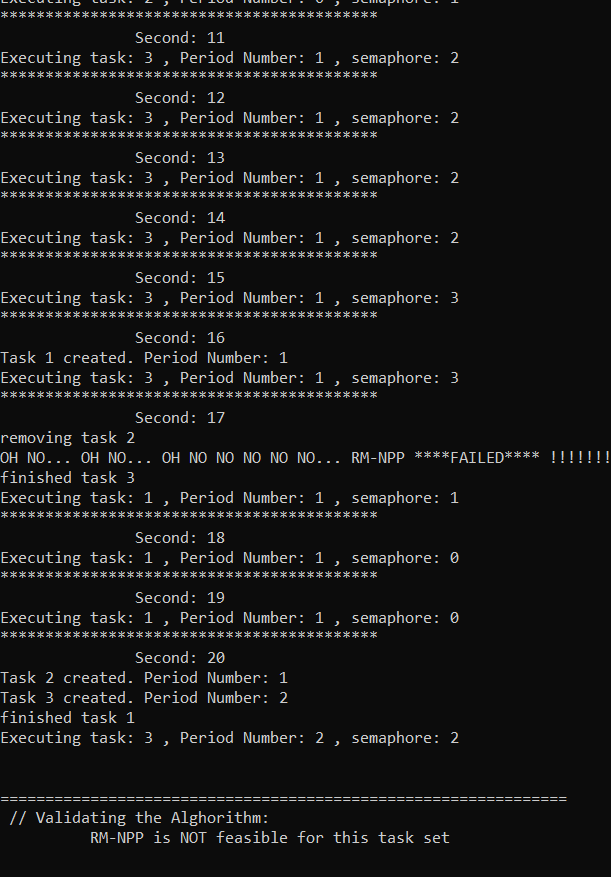 Executing task: 2 , Period Number: 0 , semaphore: 1
******************************************
Second: 11
Executing task: 3 , Period Number: 1 , semaphore: 2
******************************************
Second: 12
Executing task: 3 , Period Number: 1 , semaphore: 2
******************************************
Second: 13
Executing task: 3 , Period Number: 1 , semaphore: 2
******************************************
Second: 14
Executing task: 3 , Period Number: 1 , semaphore: 2
******************************************
Second: 15
Executing task: 3 , Period Number: 1 , semaphore: 3
******************************************
Second: 16
Task 1 created. Period Number: 1
Executing task: 3 , Period Number: 1 , semaphore: 3
******************************************
Second: 17
removing task 2
OH NO... OH NO... OH NO NO NO NO NO... RM-NPP ****FAILED**** !!!!!!!
finished task 3
Executing task: 1 , Period Number: 1 , semaphore: 1
******************************************
Second: 18
Executing task: 1 , Period Number: 1 , semaphore: 0
******************************************
Second: 19
Executing task: 1 , Period Number: 1 , semaphore: 0
******************************************
Second: 20
Task 2 created. Period Number: 1
Task 3 created. Period Number: 2
finished task 1
Executing task: 3 , Period Number: 2 , semaphore: 2
===============================================================
// Validating the Alghorithm:
RM-NPP is NOT feasible for this task set